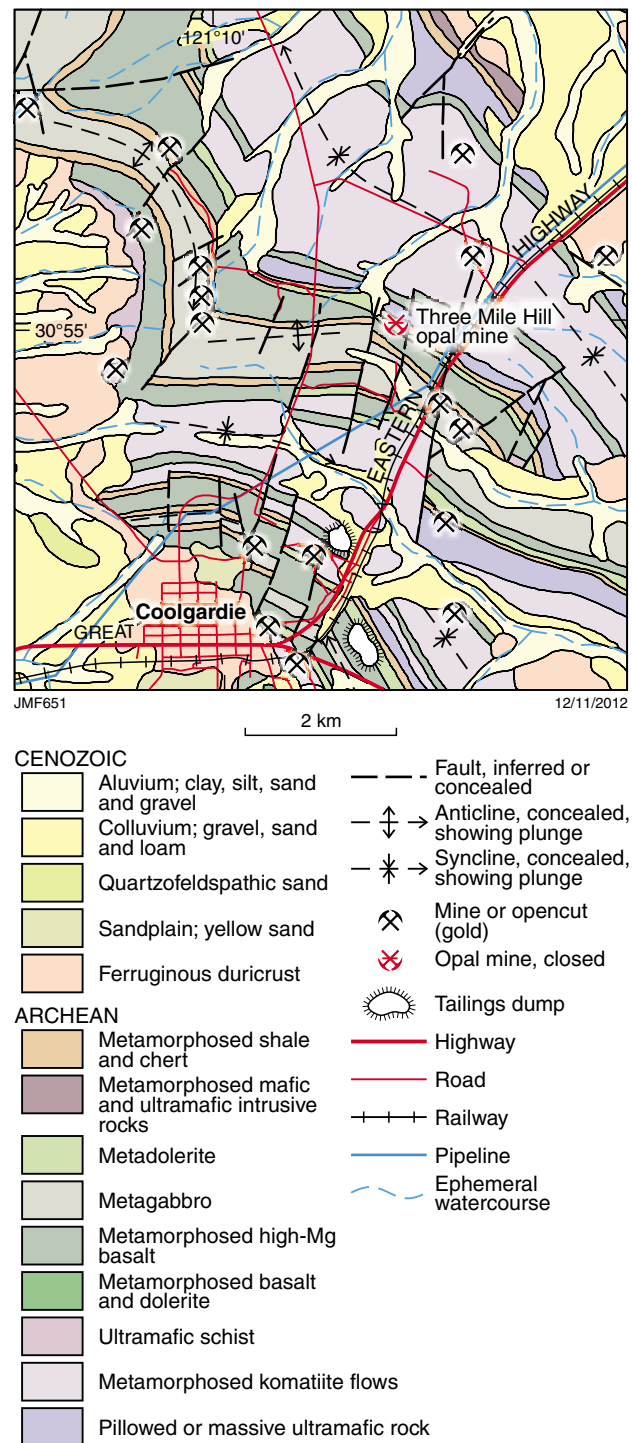 121°10'
HIGHWAY
30°55'
Three Mile Hill
opal mine
EASTERN
Coolgardie
GREAT
JMF651
12/11/2012
2 km
CENOZOIC
Aluvium; clay, silt, sand
and gravel
Colluvium; gravel, sand
and loam
Quartzofeldspathic sand
Sandplain; yellow sand
Ferruginous duricrust
ARCHEAN
Metamorphosed shale
and chert
Metamorphosed mafic
and ultramafic intrusive
rocks
Metadolerite
Metagabbro
Metamorphosed high-Mg
basalt
Metamorphosed basalt
and dolerite
Ultramafic schist
Metamorphosed komatiite flows
Pillowed or massive ultramafic rock
Fault, inferred or
concealed
Anticline, concealed,
showing plunge
Syncline, concealed,
showing plunge
Mine or opencut
(gold)
Opal mine, closed
Tailings dump
Highway
Road
Railway
Pipeline
Ephemeral
watercourse